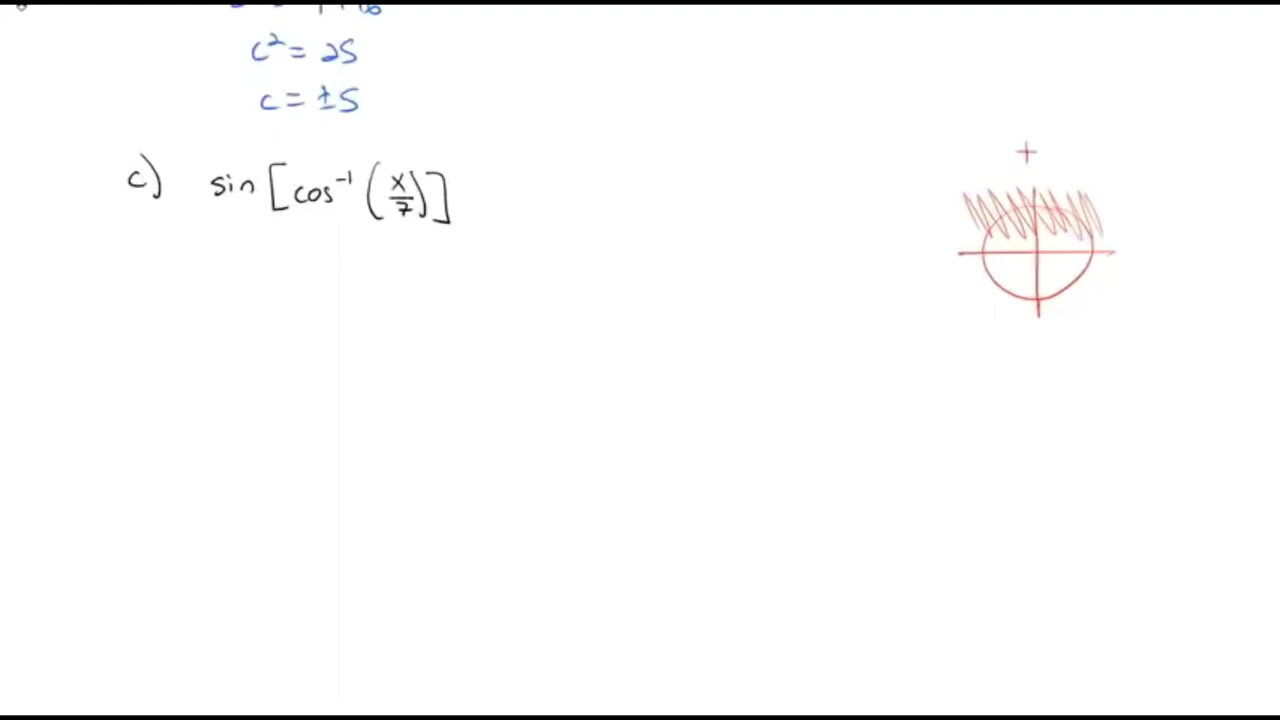 c² = 25
c = ±5
c) sin[cos⁻¹(x/7)]
+